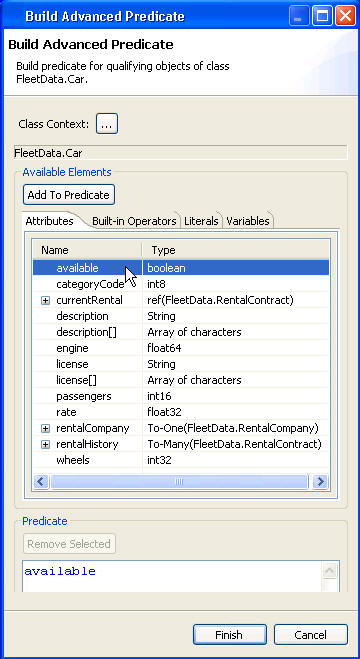 Build Advanced Predicate
Build Advanced Predicate
Build predicate for qualifying objects of class
FleetData.Car.
Class Context: ...
FleetData.Car
Available Elements
Add To Predicate
Attributes Built-in Operators Literals Variables
Name Type
available boolean
categoryCode int8
currentRental ref(FleetData.RentalContract)
description String
description[] Array of characters
engine float64
license String
license[] Array of characters
passengers int16
rate float32
rentalCompany To-One(FleetData.RentalCompany)
rentalHistory To-Many(FleetData.RentalContract)
wheels int32
Predicate
Remove Selected
available
Finish Cancel